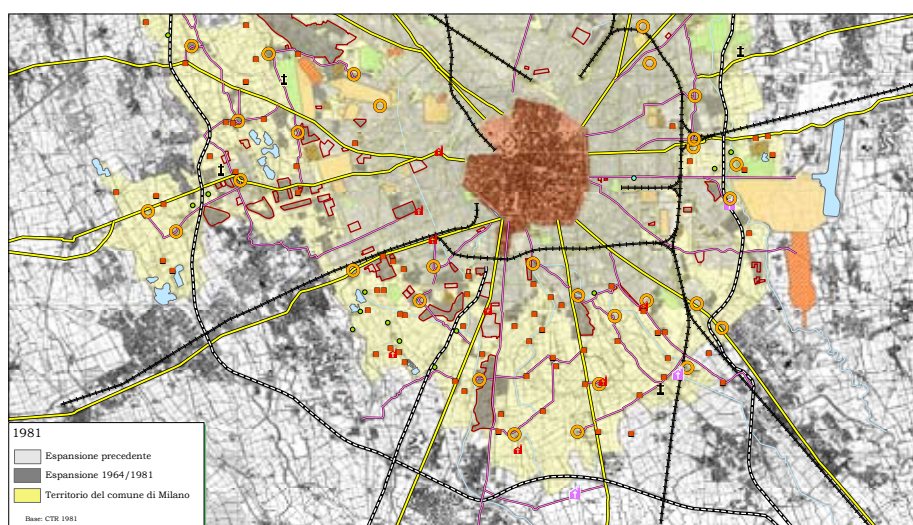 1981
Espansione precedente
Espansione 1964/1981
Territorio del comune di Milano
Base: CTR 1981